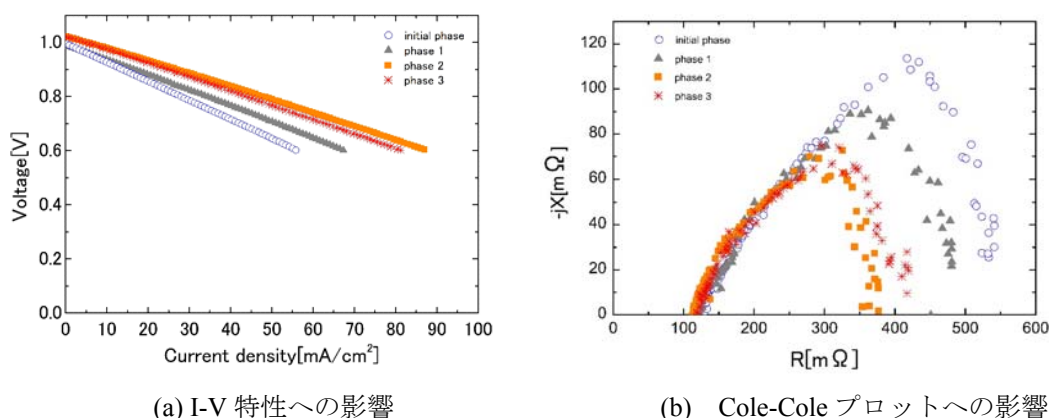 initial phase
phase 1
phase 2
phase 3
Voltage[V]
1.0
0.8
0.6
0.4
0.2
0.0
0 10 20 30 40 50 60 70 80 90 100
Current density[mA/cm²]
(a) I-V 特性への影響
initial phase
phase 1
phase 2
phase 3
-jX[mΩ]
120
100
80
60
40
20
0
0 100 200 300 400 500 600
R[mΩ]
(b) Cole-Cole プロットへの影響